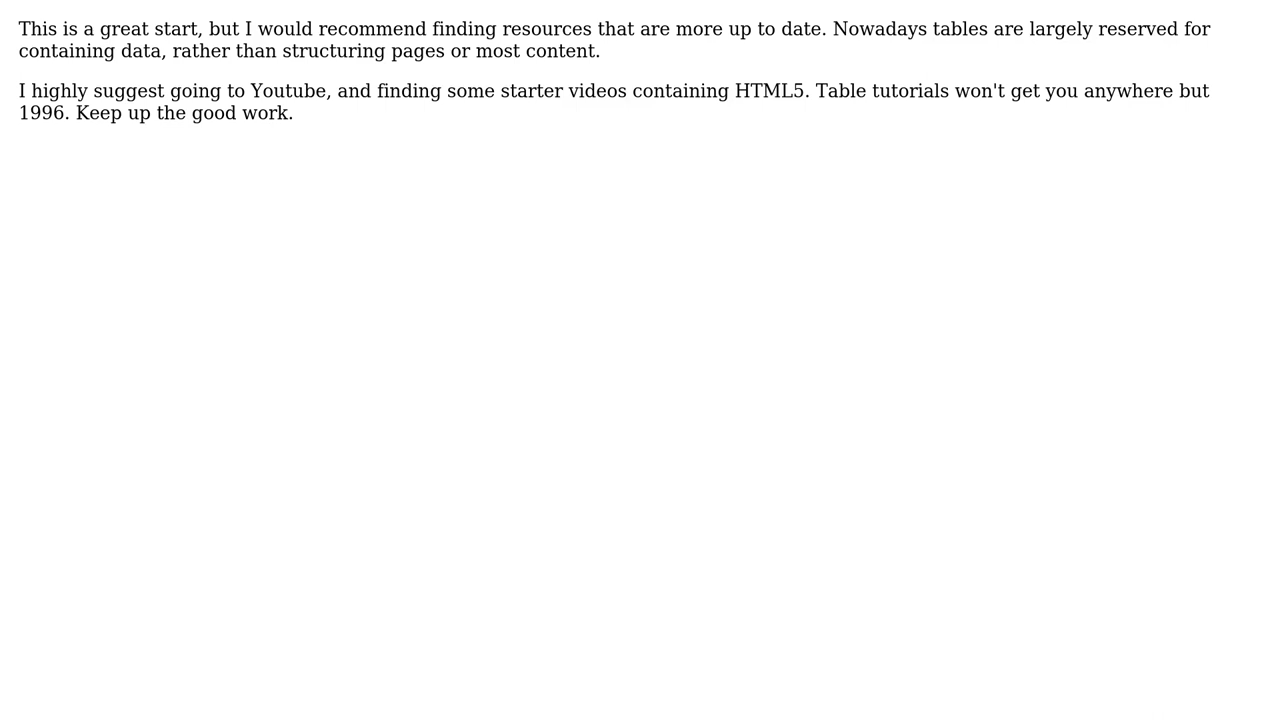 This is a great start, but I would recommend finding resources that are more up to date. Nowadays tables are largely reserved for
containing data, rather than structuring pages or most content.
I highly suggest going to Youtube, and finding some starter videos containing HTML5. Table tutorials won't get you anywhere but
1996. Keep up the good work.